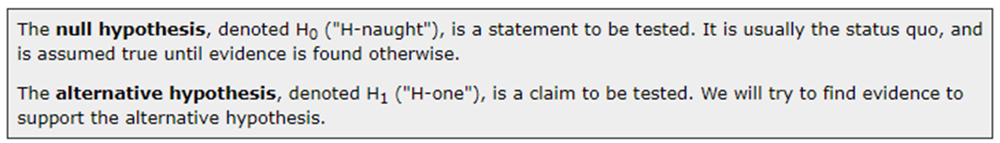 The null hypothesis, denoted H₀ ("H-naught"), is a statement to be tested. It is usually the status quo, and
is assumed true until evidence is found otherwise.
The alternative hypothesis, denoted H₁ ("H-one"), is a claim to be tested. We will try to find evidence to
support the alternative hypothesis.